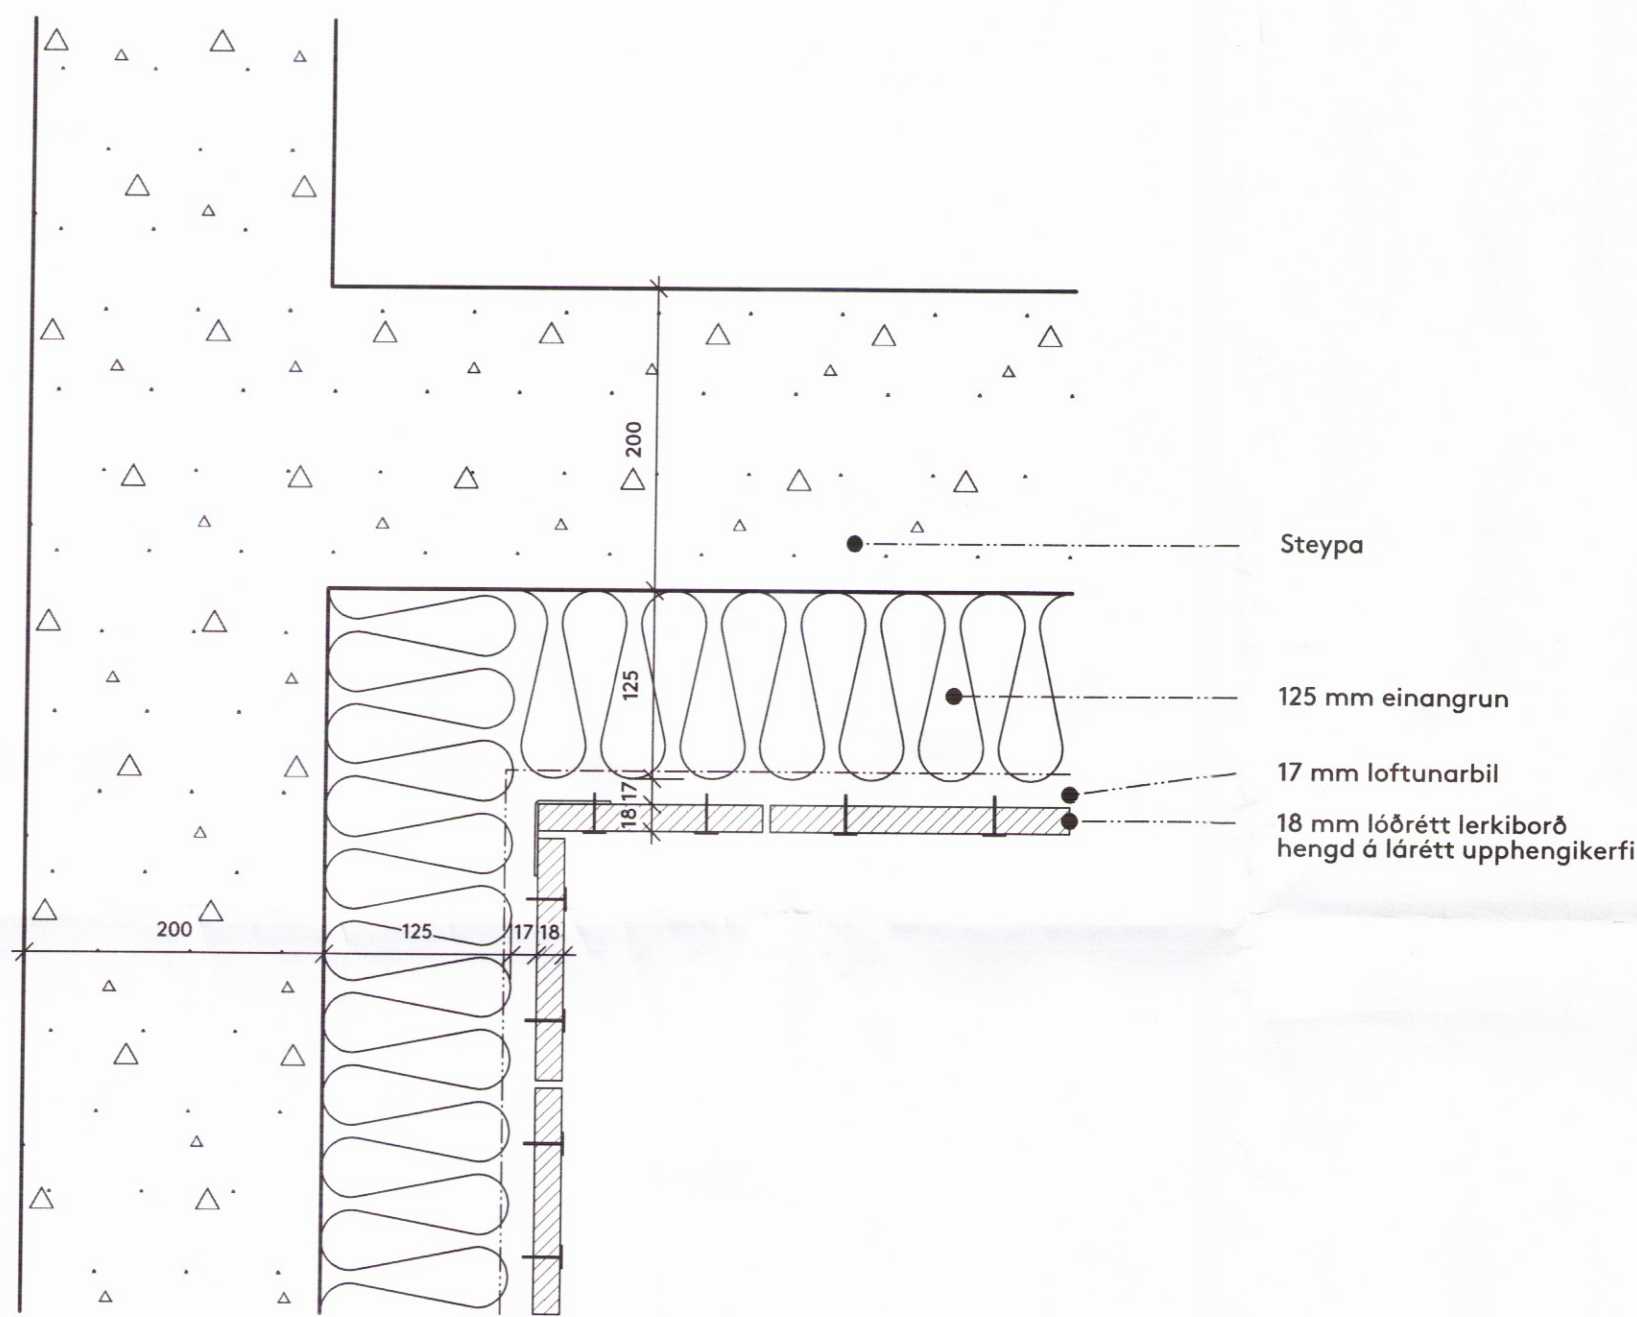 200
Steypa
125
125 mm einangrun
17
17 mm loftunarbil
18
18 mm lóðrétt lerkiborð
hengd á lárétt upphengikerfi
200
125
17
18